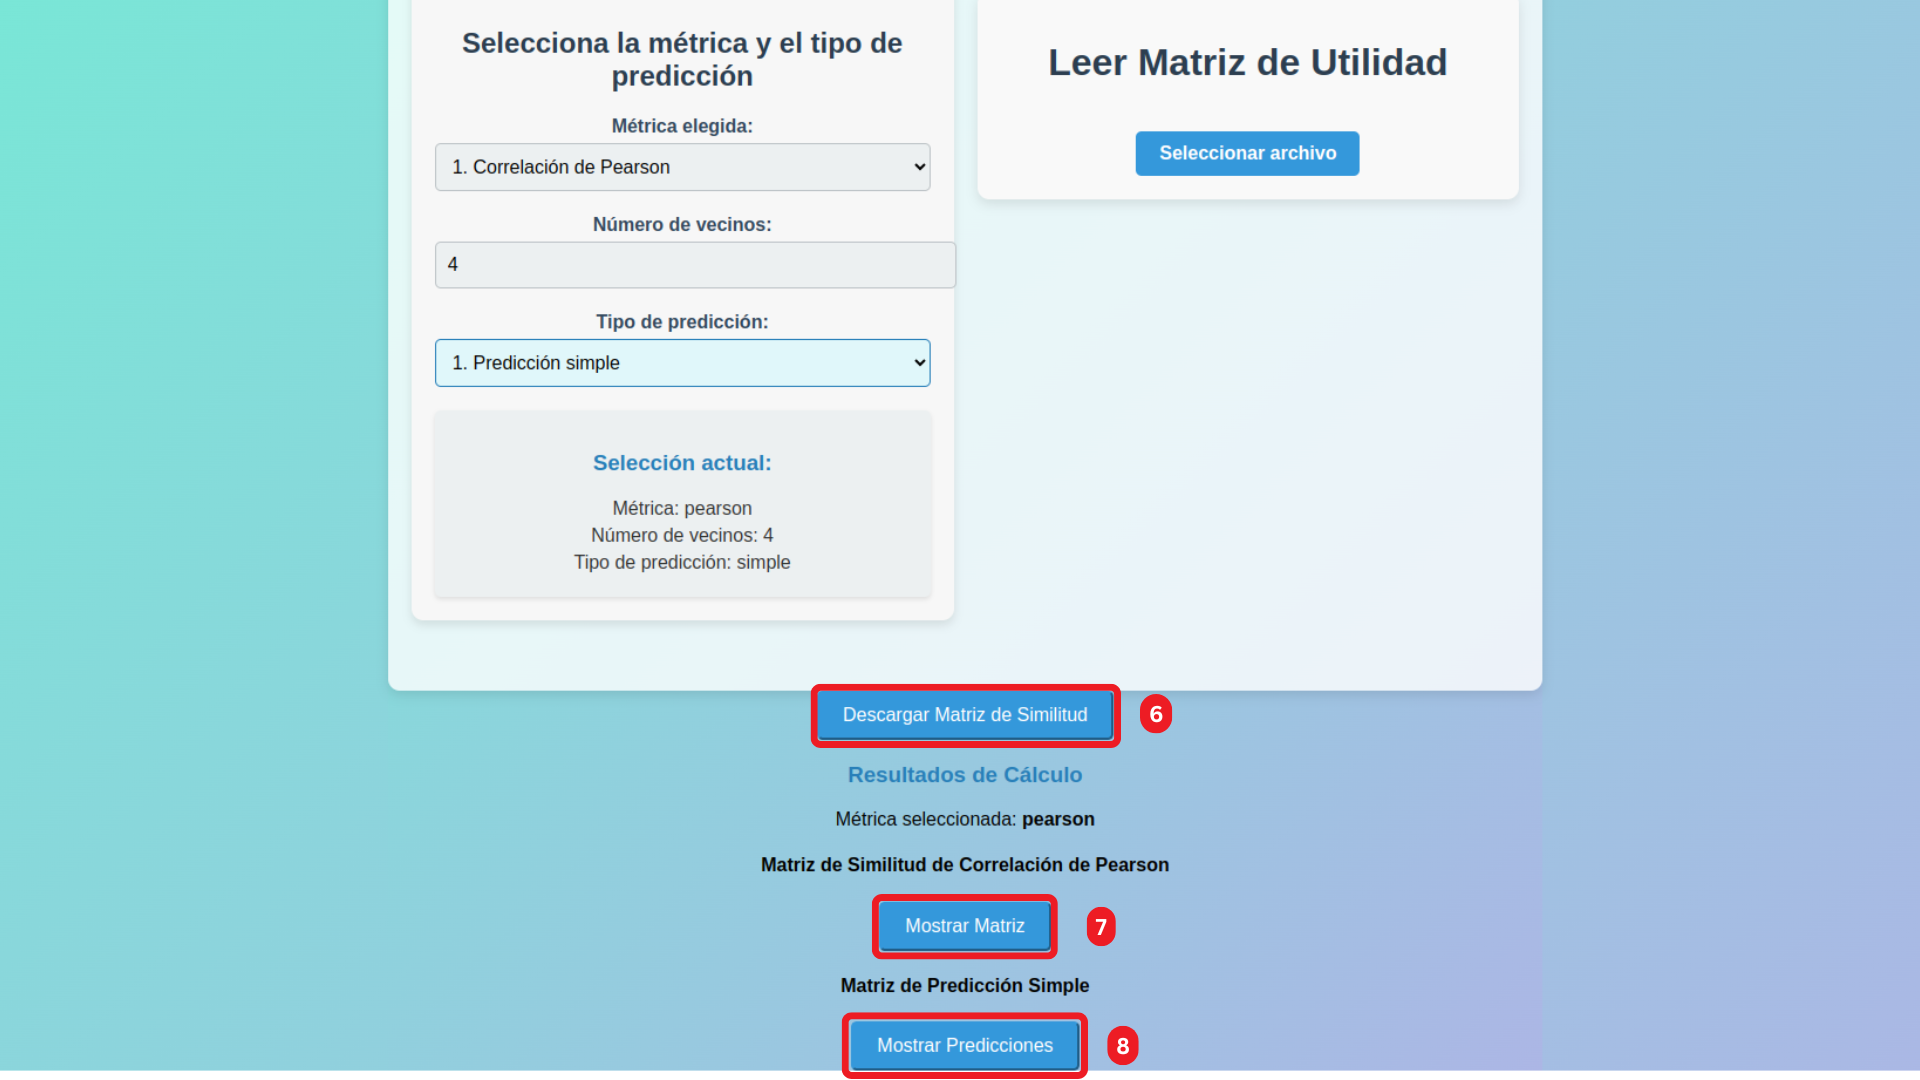 Selecciona la métrica y el tipo de
predicción
Métrica elegida:
1. Correlación de Pearson
Número de vecinos:
4
Tipo de predicción:
1. Predicción simple
Selección actual:
Métrica: pearson
Número de vecinos: 4
Tipo de predicción: simple
Leer Matriz de Utilidad
Seleccionar archivo
Descargar Matriz de Similitud
6
Resultados de Cálculo
Métrica seleccionada: pearson
Matriz de Similitud de Correlación de Pearson
Mostrar Matriz
7
Matriz de Predicción Simple
Mostrar Predicciones
8